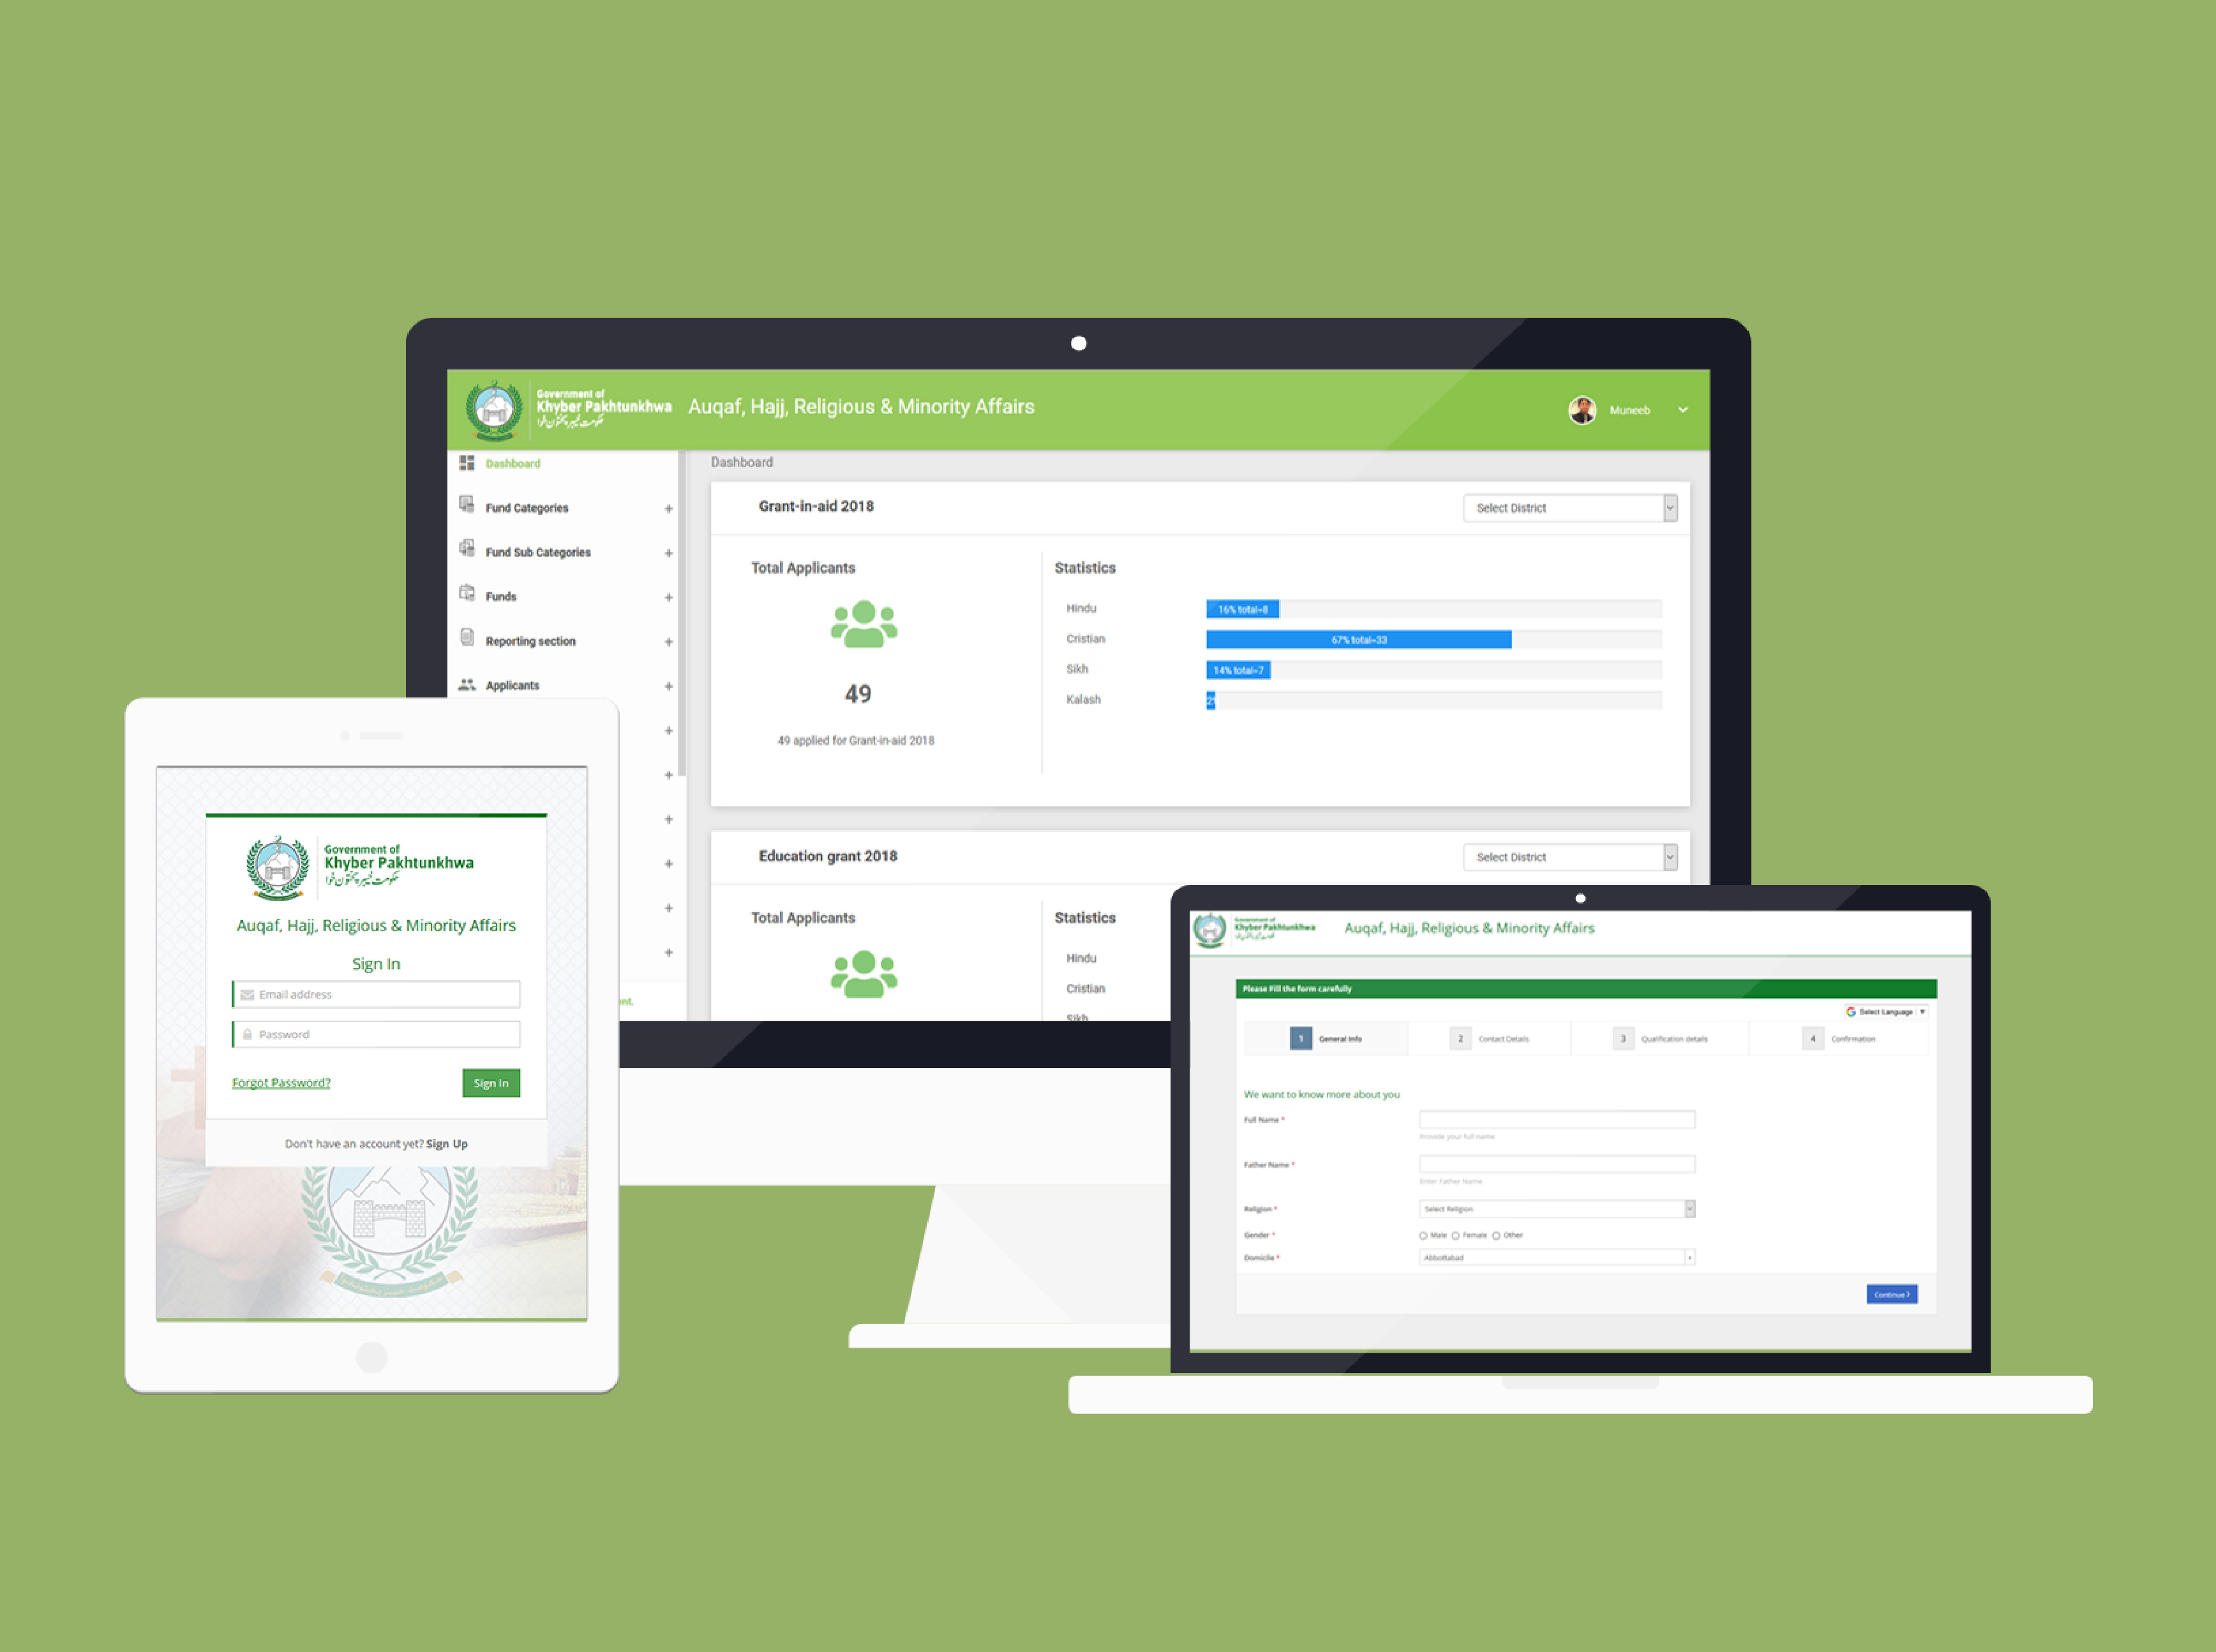 Government of
Khyber Pakhtunkhwa
حکومت خیبر پختونخوا
Auqaf, Hajj, Religious & Minority Affairs
Muneeb
Dashboard
Fund Categories
Fund Sub Categories
Funds
Reporting section
Applicants
Dashboard
Grant-in-aid 2018
Select District
Total Applicants
49
49 applied for Grant-in-aid 2018
Statistics
Hindu
16% total=8
Cristian
67% total=33
Sikh
14% total=7
Kalash
Education grant 2018
Select District
Total Applicants
Statistics
Hindu
Cristian
Sikh
Government of
Khyber Pakhtunkhwa
حکومت خیبر پختونخوا
Auqaf, Hajj, Religious & Minority Affairs
Sign In
Email address
Password
Forgot Password?
Sign In
Don't have an account yet? Sign Up
حکومت خیبر پختونخوا
Government of
Khyber Pakhtunkhwa
حکومت خیبر پختونخوا
Auqaf, Hajj, Religious & Minority Affairs
Please Fill the form carefully
Select Language
1 General Info
2 Contact Details
3 Qualification details
4 Confirmation
We want to know more about you
Full Name *
Provide your full name
Father Name *
Enter Father Name
Religion *
Select Religion
Gender *
Male Female Other
Domicile *
Abbottabad
Continue